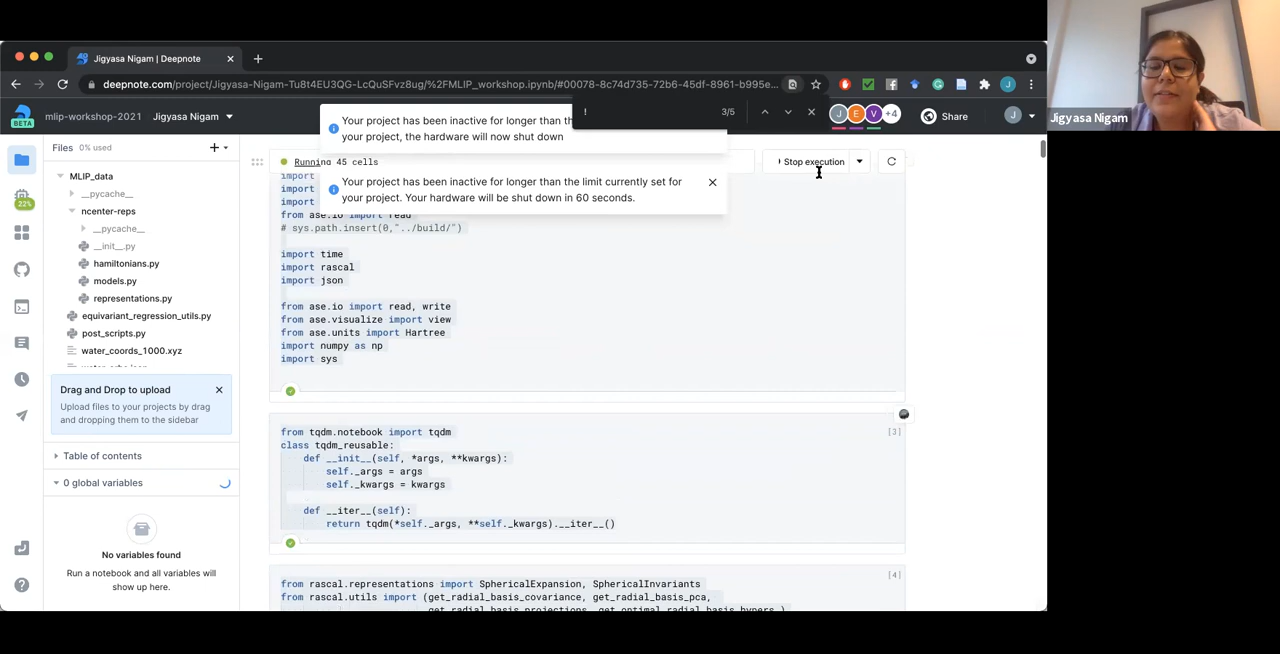 Jigyasa Nigam | Deepnote
deepnote.com/project/Jigyasa-Nigam-Tu8t4EU3QG-LcQuSFvz8ug/%2FMLIP_workshop.ipynb/#00078-8c74d735-72b6-45df-8961-b995e...
BETA
mlip-workshop-2021
Jigyasa Nigam
Your project has been inactive for longer than th
your project, the hardware will now shut down
!
3/5
J
E
V
+4
Share
J
Jigyasa Nigam
Files 0% used
MLIP_data
__pycache__
ncenter-reps
__pycache__
__init__.py
hamiltonians.py
models.py
representations.py
equivariant_regression_utils.py
post_scripts.py
water_coords_1000.xyz
22%
Drag and Drop to upload
Upload files to your projects by drag
and dropping them to the sidebar
Table of contents
0 global variables
No variables found
Run a notebook and all variables will
show up here.
Running 45 cells
Stop execution
Your project has been inactive for longer than the limit currently set for
your project. Your hardware will be shut down in 60 seconds.
import
import
import
from ase.io import read
# sys.path.insert(0,"../build/")
import time
import rascal
import json
from ase.io import read, write
from ase.visualize import view
from ase.units import Hartree
import numpy as np
import sys
[3]
from tqdm.notebook import tqdm
class tqdm_reusable:
def __init__(self, *args, **kwargs):
self._args = args
self._kwargs = kwargs
def __iter__(self):
return tqdm(*self._args, **self._kwargs).__iter__()
[4]
from rascal.representations import SphericalExpansion, SphericalInvariants
from rascal.utils import (get_radial_basis_covariance, get_radial_basis_pca,
get_radial_basis_projections, get_optimal_radial_basis_hypers )